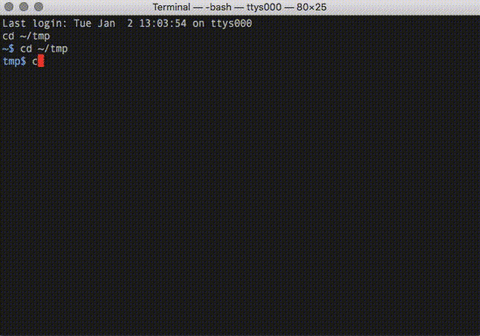 Terminal — -bash — ttys000 — 80×25
Last login: Tue Jan  2 13:03:54 on ttys000
cd ~/tmp
~$ cd ~/tmp
tmp$ c